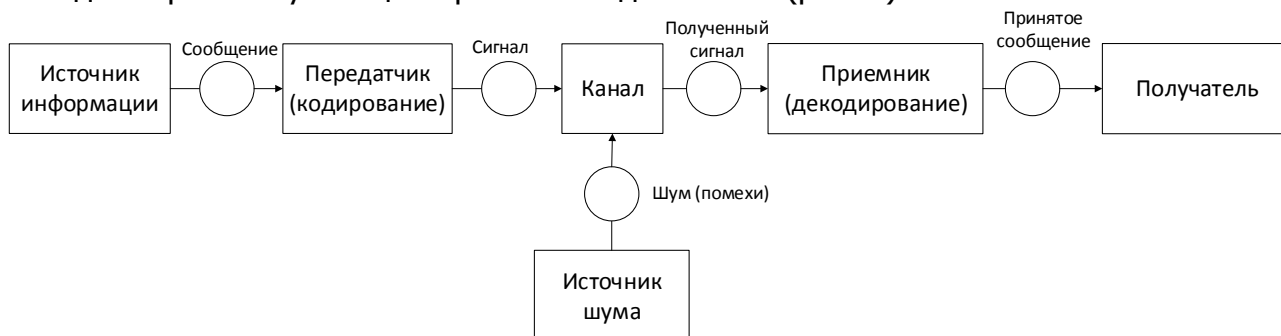 Сообщение
Сигнал
Полученный
сигнал
Принятое
сообщение
Источник
информации
Передатчик
(кодирование)
Канал
Приемник
(декодирование)
Получатель
Шум (помехи)
Источник
шума